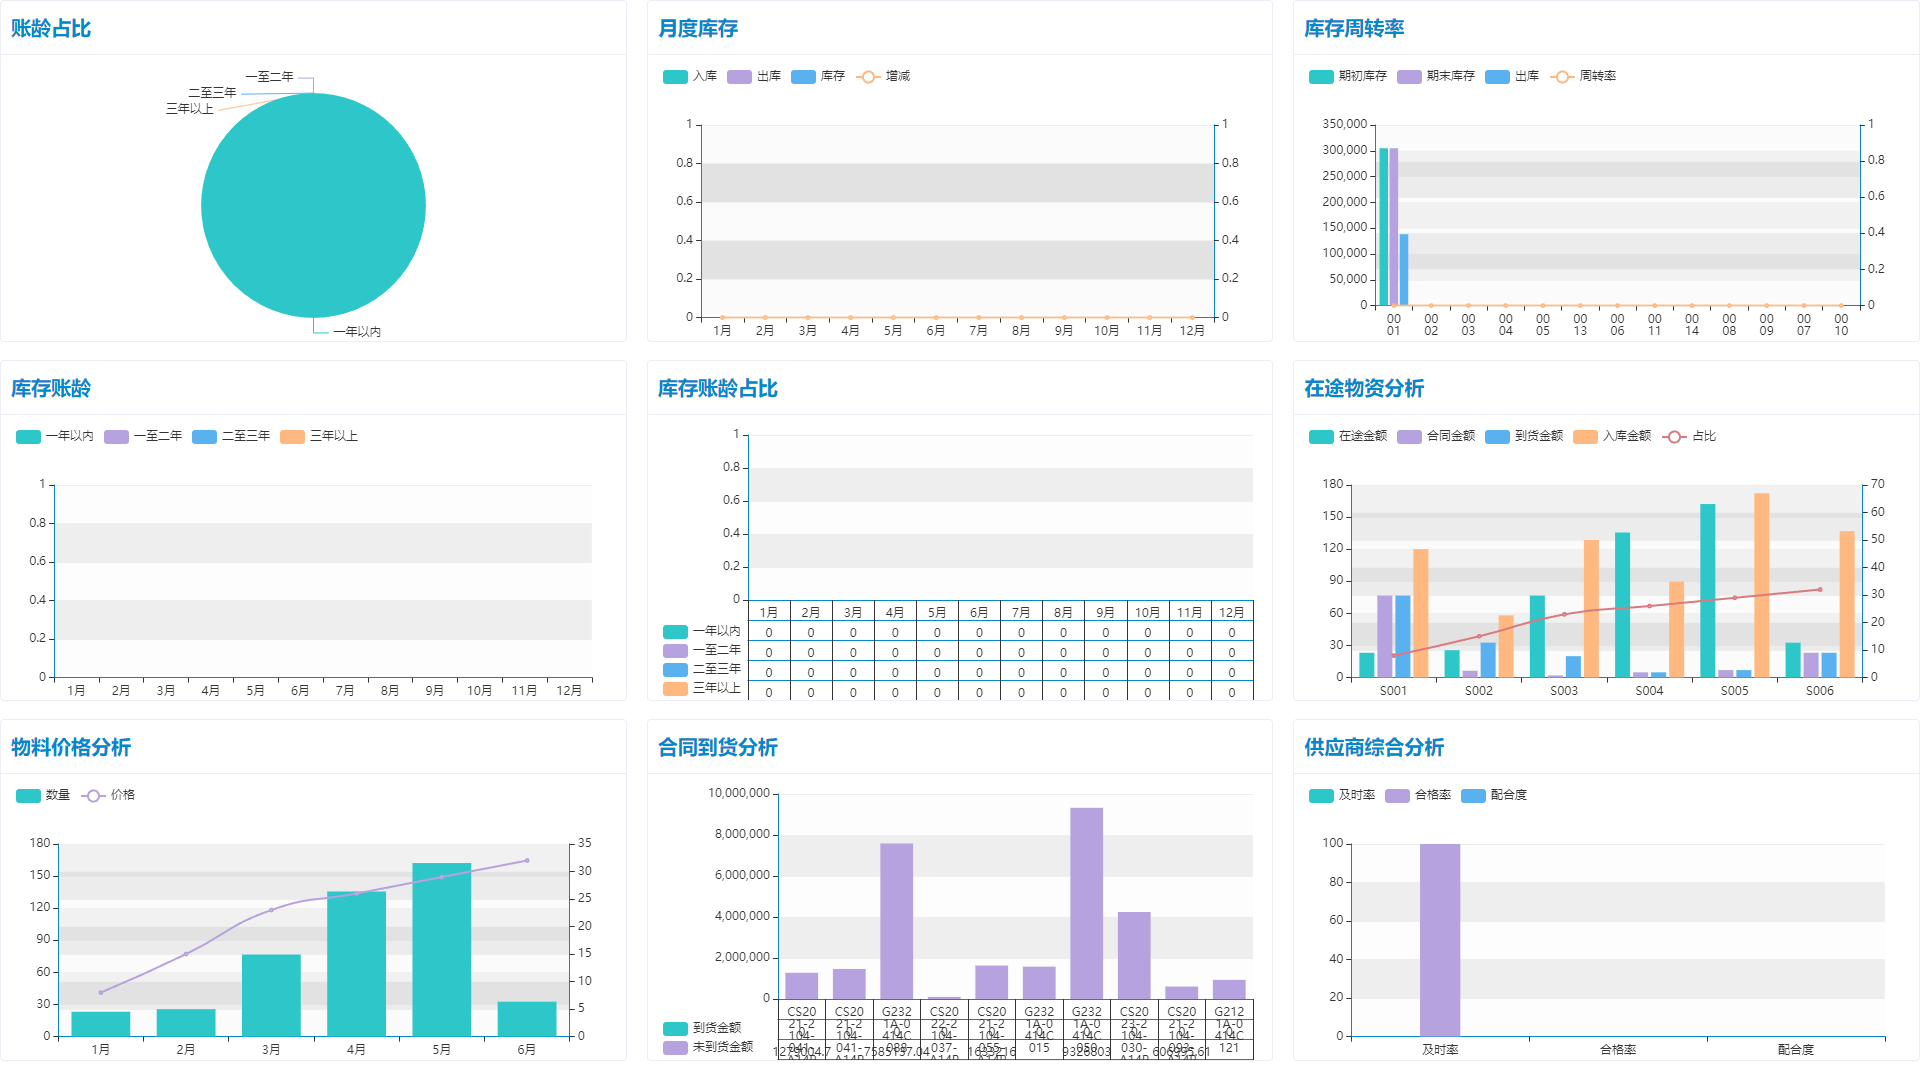 账龄占比
一至二年
二至三年
三年以上
一年以内
月度库存
入库 出库 库存 增减
1 1
0.8 0.8
0.6 0.6
0.4 0.4
0.2 0.2
0 0
1月 2月 3月 4月 5月 6月 7月 8月 9月 10月 11月 12月
库存周转率
期初库存 期末库存 出库 周转率
350,000 1
300,000 0.8
250,000 0.6
200,000 0.4
150,000 0.2
100,000 0
50,000
0
00 00 00 00 00 00 00 00 00 00 00 00 00
01 02 03 04 05 13 06 11 14 08 09 07 10
库存账龄
一年以内 一至二年 二至三年 三年以上
1
0.8
0.6
0.4
0.2
0
1月 2月 3月 4月 5月 6月 7月 8月 9月 10月 11月 12月
库存账龄占比
1
0.8
0.6
0.4
0.2
0
1月 2月 3月 4月 5月 6月 7月 8月 9月 10月 11月 12月
一年以内 0 0 0 0 0 0 0 0 0 0 0 0
一至二年 0 0 0 0 0 0 0 0 0 0 0 0
二至三年 0 0 0 0 0 0 0 0 0 0 0 0
三年以上 0 0 0 0 0 0 0 0 0 0 0 0
在途物资分析
在途金额 合同金额 到货金额 入库金额 占比
180 70
150 60
120 50
90 40
60 30
30 20
0 10
0
S001 S002 S003 S004 S005 S006
物料价格分析
数量 价格
180 35
150 30
120 25
90 20
60 15
30 10
0 5
0
1月 2月 3月 4月 5月 6月
合同到货分析
10,000,000
8,000,000
6,000,000
4,000,000
2,000,000
0
CS20 CS20 G232 CS20 CS20 G232 G232 CS20 CS20 G212
21-2 21-2 1A-0 22-2 21-2 1A-0 1A-0 23-2 21-2 1A-0
104- 104- 414C 104- 104- 414C 414C 104- 104- 414C
041- 041- 088 037- 055- 015 050 030- 093- 121
到货金额
未到货金额
供应商综合分析
及时率 合格率 配合度
100
80
60
40
20
0
及时率 合格率 配合度